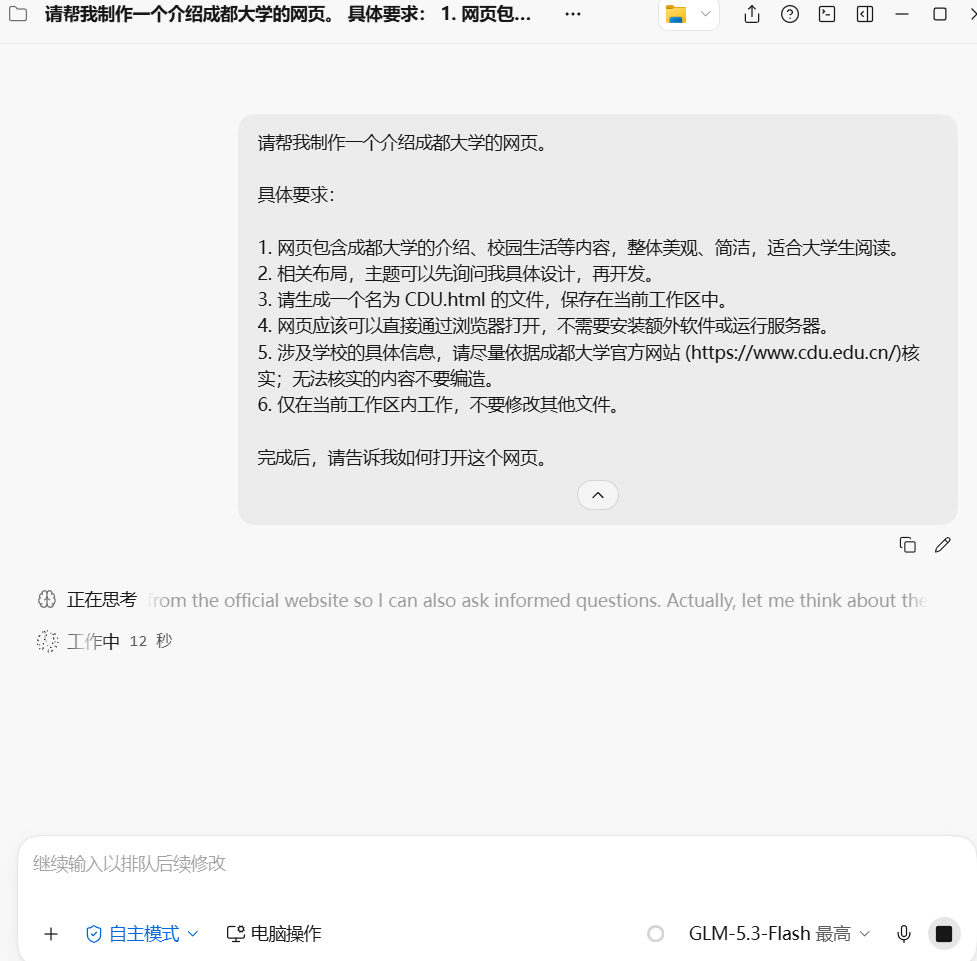 请帮我制作一个介绍成都大学的网页。 具体要求： 1. 网页包...
请帮我制作一个介绍成都大学的网页。
具体要求：
1. 网页包含成都大学的介绍、校园生活等内容，整体美观、简洁，适合大学生阅读。
2. 相关布局，主题可以先询问我具体设计，再开发。
3. 请生成一个名为 CDU.html 的文件，保存在当前工作区中。
4. 网页应该可以直接通过浏览器打开，不需要安装额外软件或运行服务器。
5. 涉及学校的具体信息，请尽量依据成都大学官方网站 (https://www.cdu.edu.cn/)核
实；无法核实的内容不要编造。
6. 仅在当前工作区内工作，不要修改其他文件。
完成后，请告诉我如何打开这个网页。
正在思考 from the official website so I can also ask informed questions. Actually, let me think about the
工作中 12 秒
继续输入以排队后续修改
自主模式 电脑操作 GLM-5.3-Flash 最高